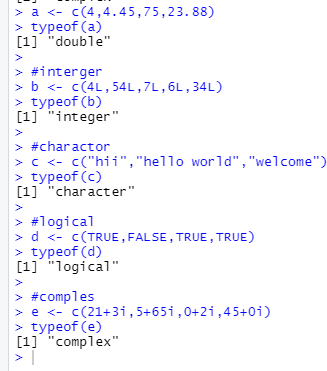 > a <- c(4,4.45,75,23.88)
> typeof(a)
[1] "double"
>
> #interger
> b <- c(4L,54L,7L,6L,34L)
> typeof(b)
[1] "integer"
>
> #charactor
> c <- c("hii","hello world","welcome")
> typeof(c)
[1] "character"
>
> #logical
> d <- c(TRUE,FALSE,TRUE,TRUE)
> typeof(d)
[1] "logical"
>
> #comples
> e <- c(21+3i,5+65i,0+2i,45+0i)
> typeof(e)
[1] "complex"
>